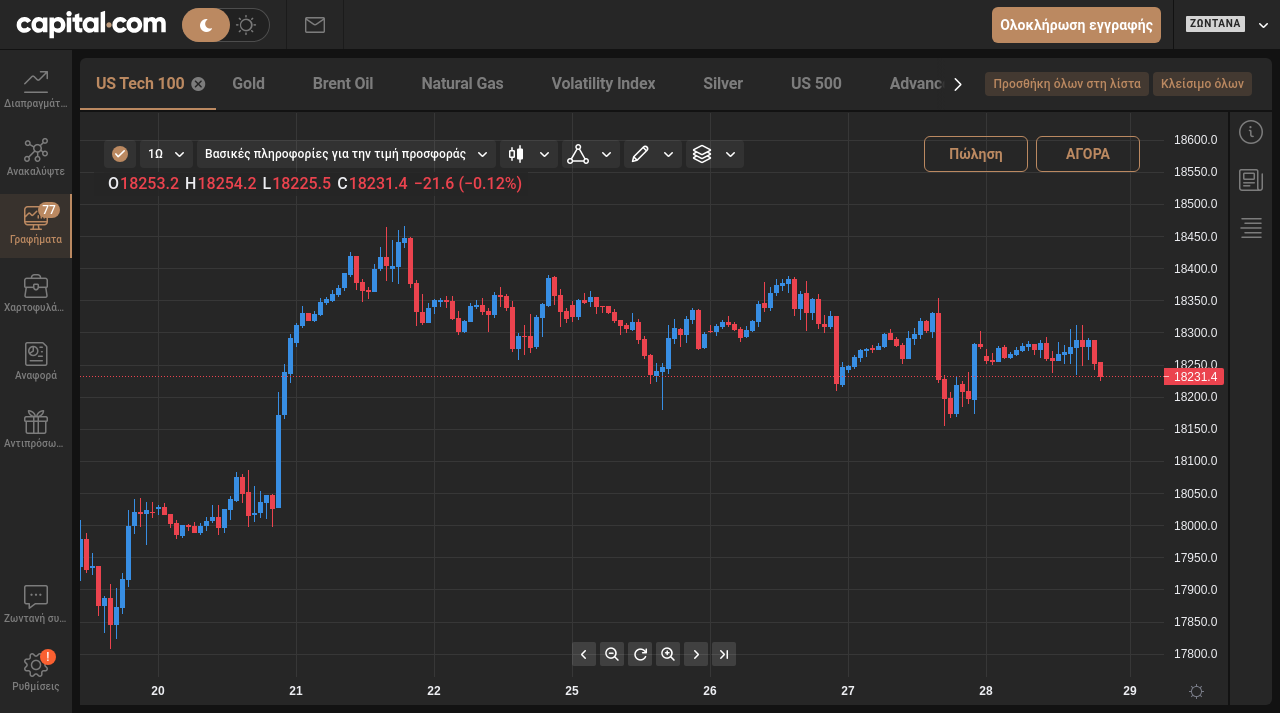 capital.com
Ολοκλήρωση εγγραφής
ΖΩΝΤΑΝΑ
US Tech 100
Gold
Brent Oil
Natural Gas
Volatility Index
Silver
US 500
Advanc
Προσθήκη όλων στη λίστα
Κλείσιμο όλων
Διαπραγμάτ...
Ανακαλύψτε
77
Γραφήματα
Χαρτοφυλά...
Αναφορά
Αντιπρόσω...
Ζωντανή συ...
!
Ρυθμίσεις
1Ω
Βασικές πληροφορίες για την τιμή προσφοράς
Πώληση
ΑΓΟΡΑ
O18253.2 H18254.2 L18225.5 C18231.4 −21.6 (−0.12%)
18600.0
18550.0
18500.0
18450.0
18400.0
18350.0
18300.0
18250.0
18231.4
18200.0
18150.0
18100.0
18050.0
18000.0
17950.0
17900.0
17850.0
17800.0
20 21 22 25 26 27 28 29